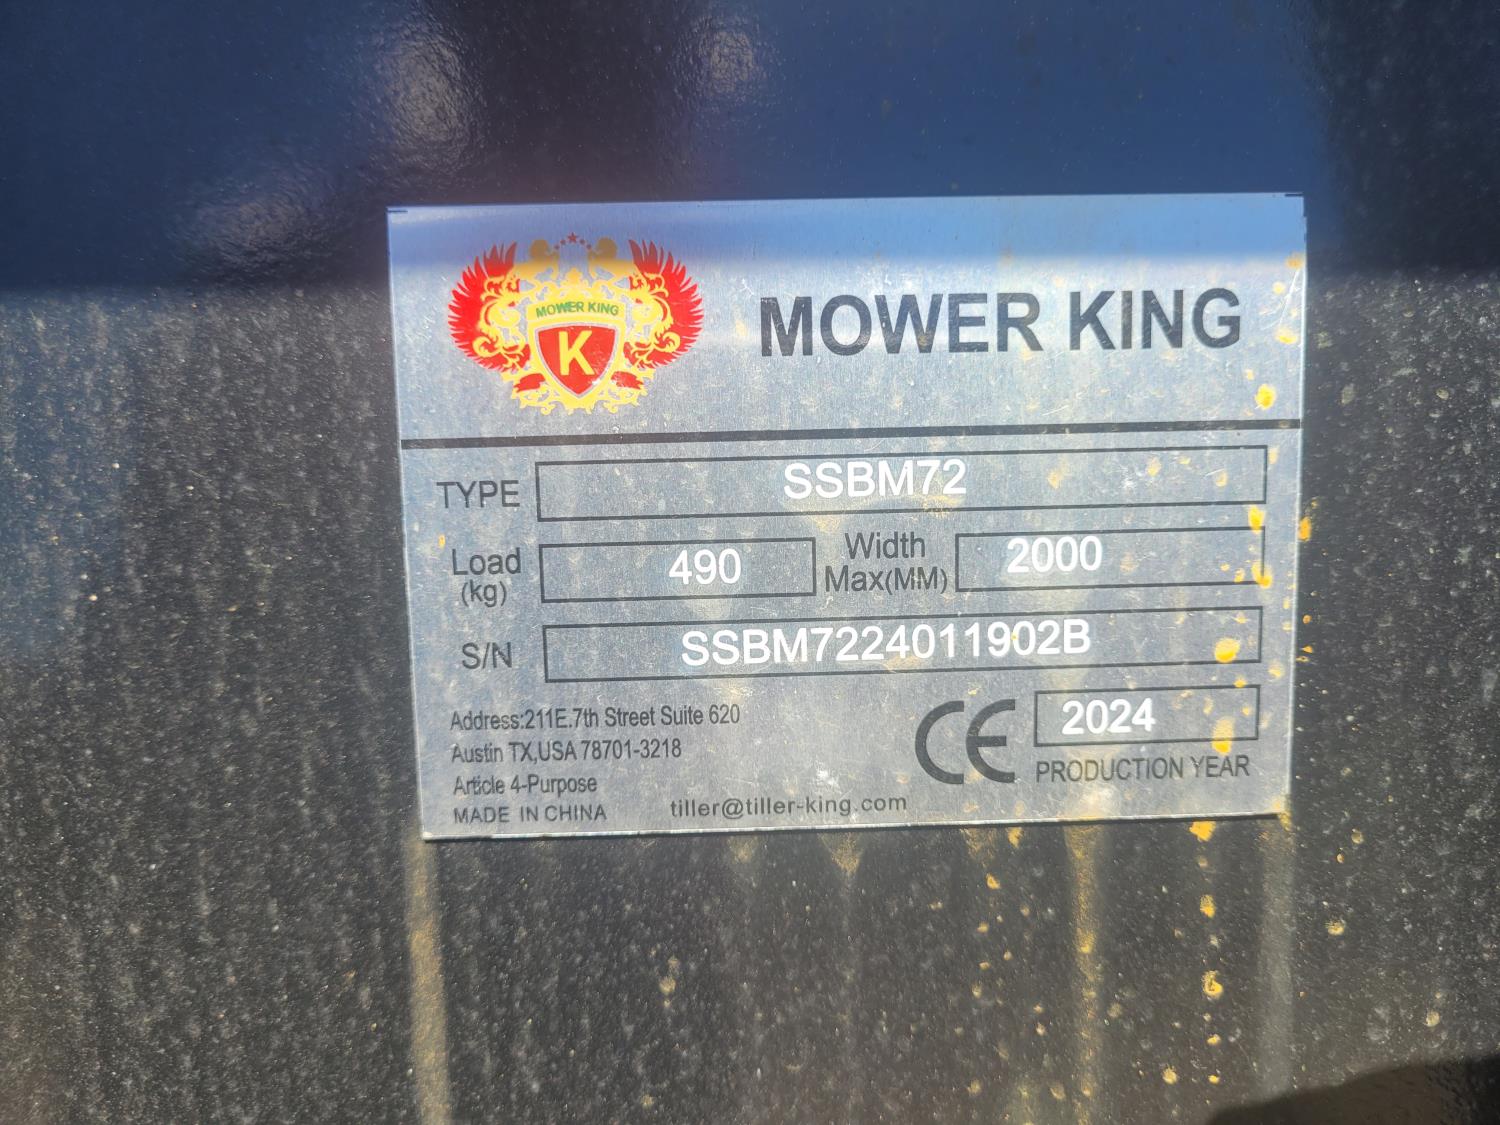 MOWER KING
K
MOWER KING
TYPE SSBM72
Load (kg) 490 Width Max(MM) 2000
S/N SSBM7224011902B
Address:211E.7th Street Suite 620
Austin TX,USA 78701-3218
Article 4-Purpose
MADE IN CHINA
tiller@tiller-king.com
CE 2024
PRODUCTION YEAR